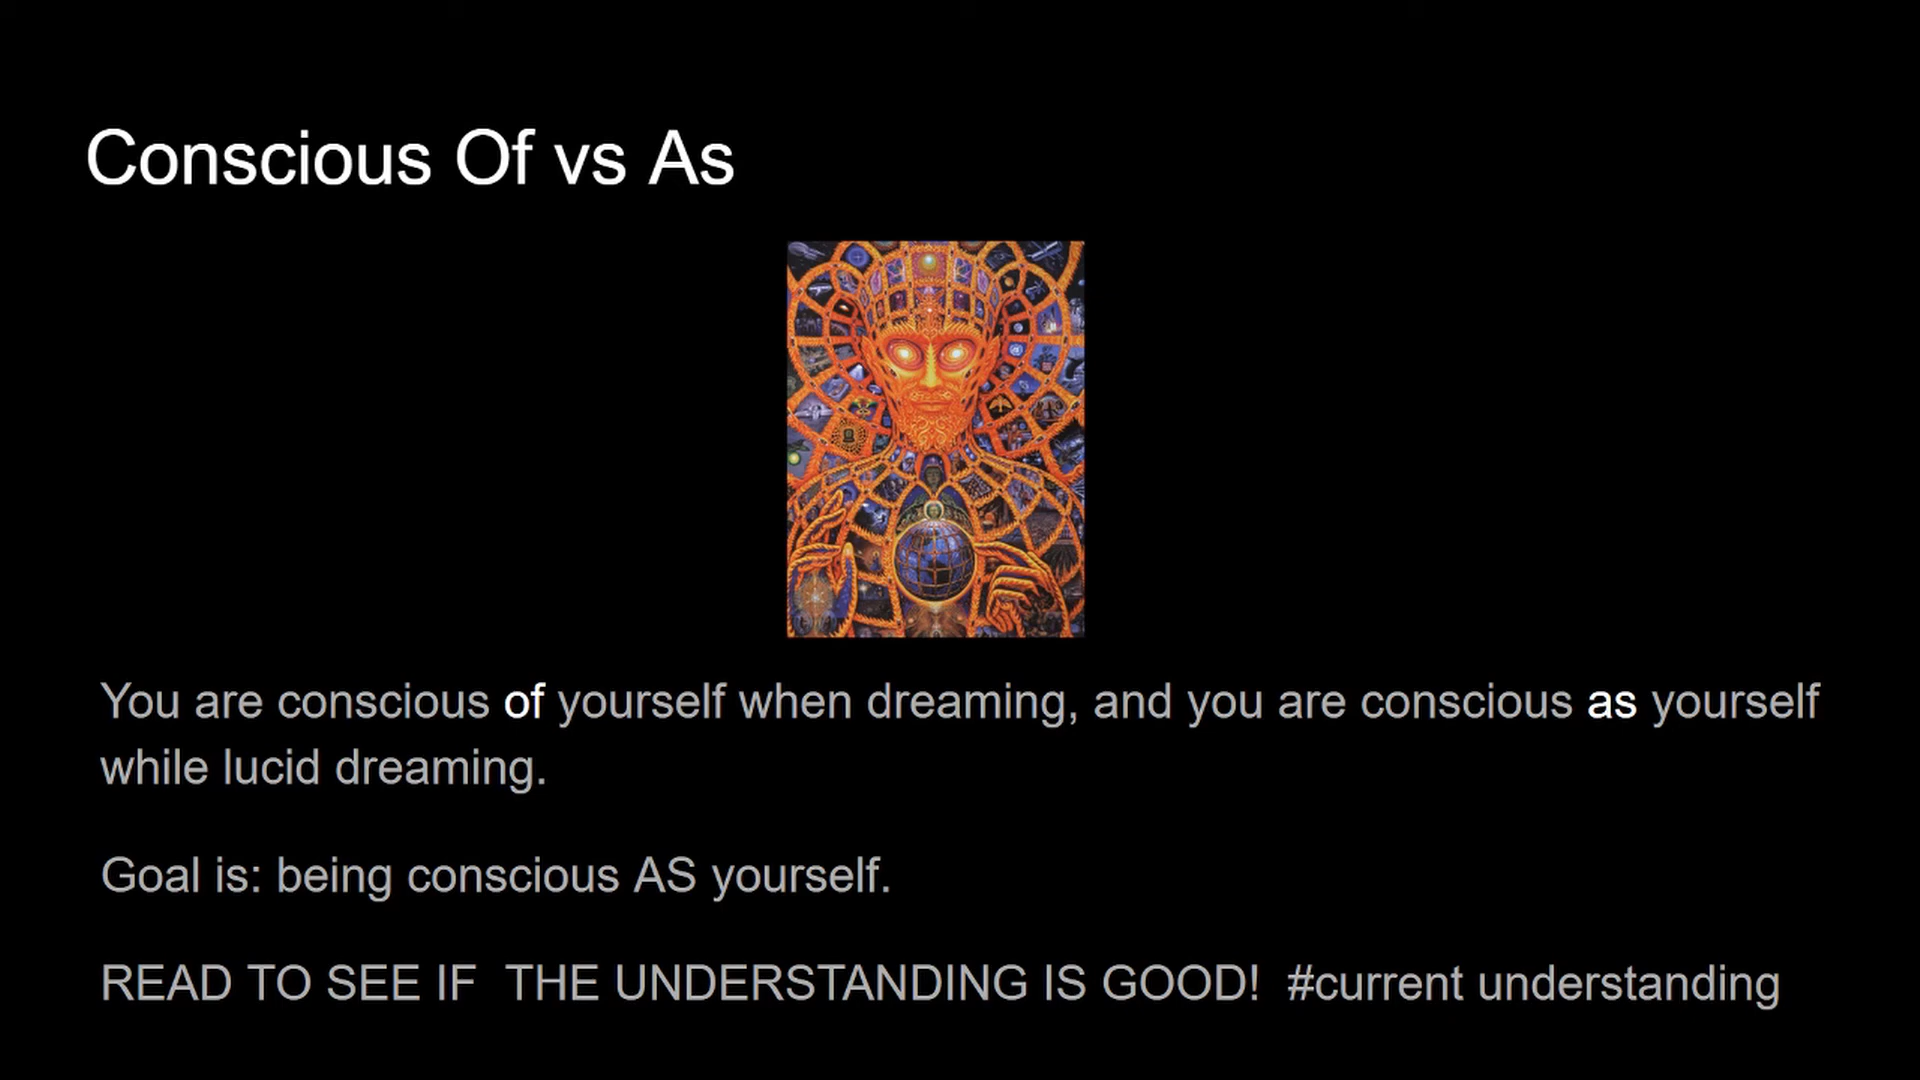 Conscious Of vs As
You are conscious of yourself when dreaming, and you are conscious as yourself
while lucid dreaming.
Goal is: being conscious AS yourself.
READ TO SEE IF  THE UNDERSTANDING IS GOOD!  #current understanding